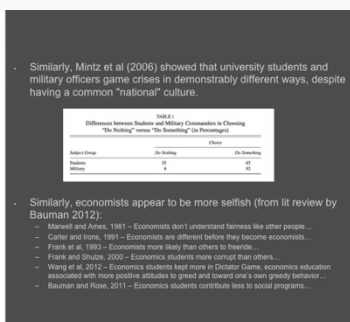 Similarly, Mintz et al (2006) showed that university students and
military officers game crises in demonstrably different ways, despite
having a common "national" culture.
TABLE 1
Differences between Students and Military Commanders in Choosing
"Do Nothing" versus "Do Something" (in Percentages)
Choice
Subject Group Do Nothing Do Something
Students 35 65
Military 8 92
Similarly, economists appear to be more selfish (from lit review by
Bauman 2012):
– Marwell and Ames, 1981 – Economists don't understand fairness like other people…
– Carter and Irons, 1991 – Economists are different before they become economists…
– Frank et al, 1993 – Economists more likely than others to freeride…
– Frank and Shulze, 2000 – Economics students more corrupt than others…
– Wang et al, 2012 – Economics students kept more in Dictator Game, economics education
associated with more positive attitudes to greed and toward one's own greedy behavior…
– Bauman and Rose, 2011 – Economics students contribute less to social programs…